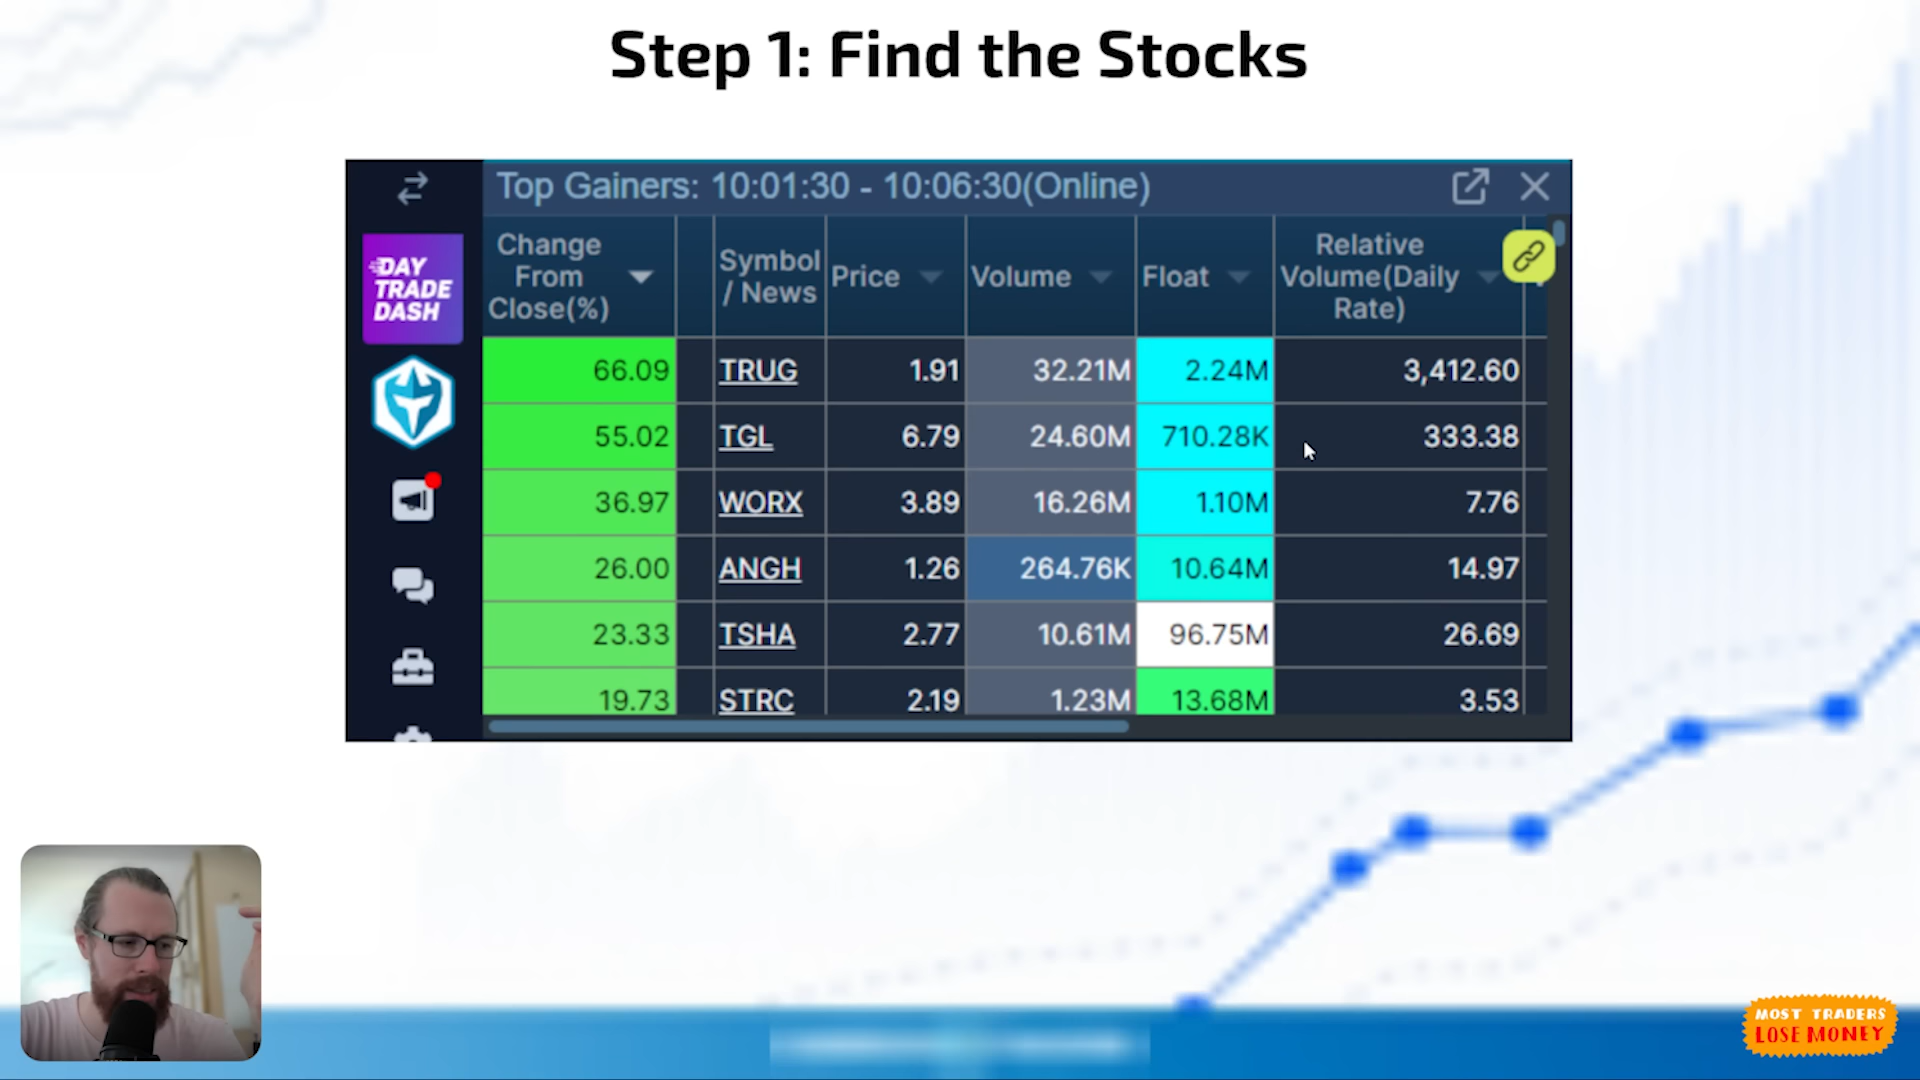 Step 1: Find the Stocks
Top Gainers: 10:01:30 - 10:06:30(Online)
DAY
TRADE
DASH
Change From Close(%) Symbol / News Price Volume Float Relative Volume(Daily Rate)
66.09 TRUG 1.91 32.21M 2.24M 3,412.60
55.02 TGL 6.79 24.60M 710.28K 333.38
36.97 WORX 3.89 16.26M 1.10M 7.76
26.00 ANGH 1.26 264.76K 10.64M 14.97
23.33 TSHA 2.77 10.61M 96.75M 26.69
19.73 STRC 2.19 1.23M 13.68M 3.53
MOST TRADERS
LOSE MONEY